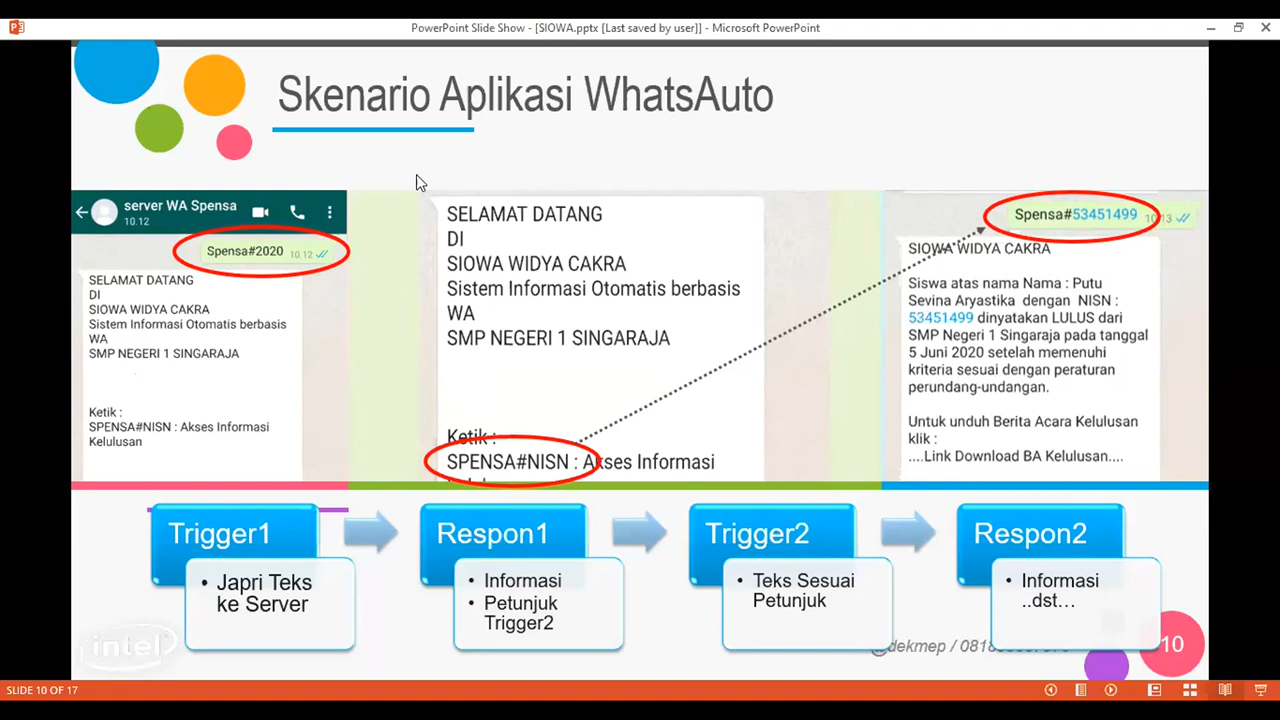 PowerPoint Slide Show - [SIOWA.pptx [Last saved by user]] - Microsoft PowerPoint
Skenario Aplikasi WhatsAuto
server WA Spensa
10.12
Spensa#2020 10.12
SELAMAT DATANG
DI
SIOWA WIDYA CAKRA
Sistem Informasi Otomatis berbasis
WA
SMP NEGERI 1 SINGARAJA
Ketik :
SPENSA#NISN : Akses Informasi
Kelulusan
SELAMAT DATANG
DI
SIOWA WIDYA CAKRA
Sistem Informasi Otomatis berbasis
WA
SMP NEGERI 1 SINGARAJA
Ketik :
SPENSA#NISN : Akses Informasi
Spensa#53451499 10.13
SIOWA WIDYA CAKRA
Siswa atas nama Nama : Putu
Sevina Aryastika dengan NISN :
53451499 dinyatakan LULUS dari
SMP Negeri 1 Singaraja pada tanggal
5 Juni 2020 setelah memenuhi
kriteria sesuai dengan peraturan
perundang-undangan.
Untuk unduh Berita Acara Kelulusan
klik :
....Link Download BA Kelulusan....
Trigger1
• Japri Teks
ke Server
Respon1
• Informasi
• Petunjuk
Trigger2
Trigger2
• Teks Sesuai
Petunjuk
Respon2
• Informasi
..dst…
intel
@dekmep /
10
SLIDE 10 OF 17